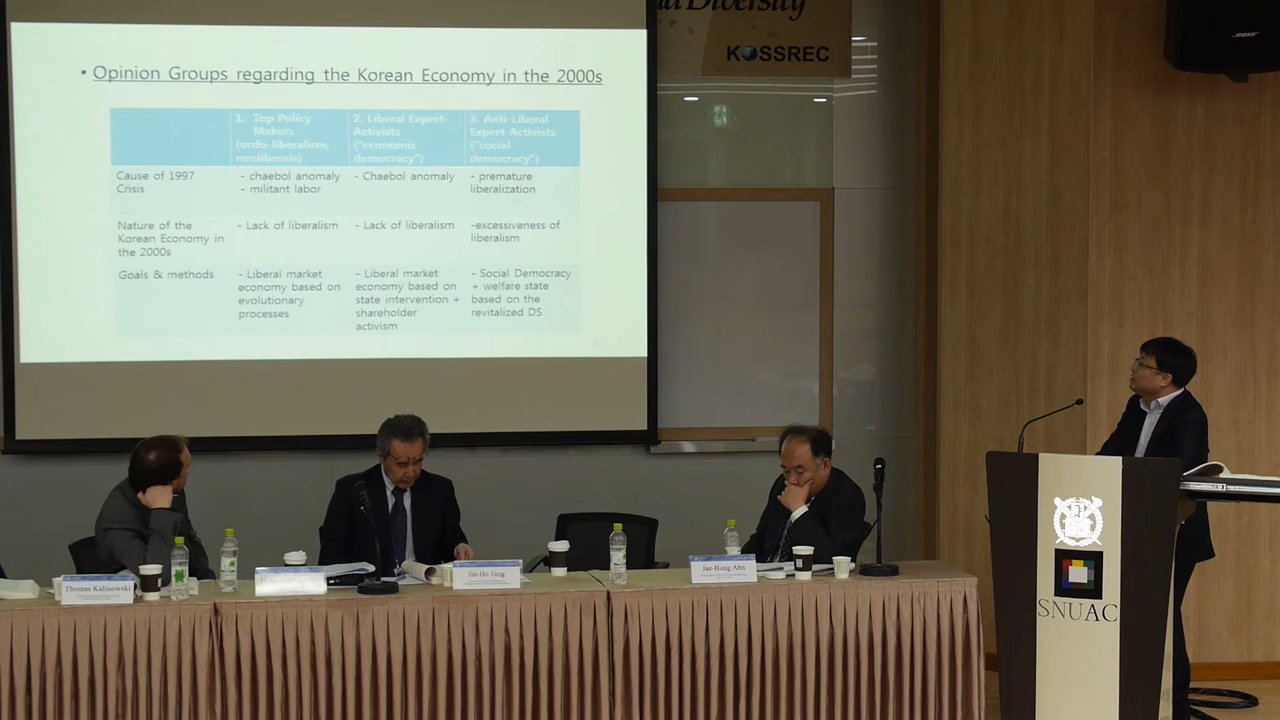 nd Diversity
KOSSREC
BOSE
• Opinion Groups regarding the Korean Economy in the 2000s
1. Top Policy Makers (ordo-liberalism, neoliberals)
2. Liberal Expert-Activists ("economic democracy")
3. Anti-Liberal Expert-Activists ("social democracy")
Cause of 1997 Crisis
- chaebol anomaly
- militant labor
- Chaebol anomaly
- premature liberalization
Nature of the Korean Economy in the 2000s
- Lack of liberalism
- Lack of liberalism
-excessiveness of liberalism
Goals & methods
- Liberal market economy based on evolutionary processes
- Liberal market economy based on state intervention + shareholder activism
- Social Democracy + welfare state based on the revitalized DS
Thomas Kalinowski
Jin-Ho Jang
Jae-Hung Ahn
SNUAC